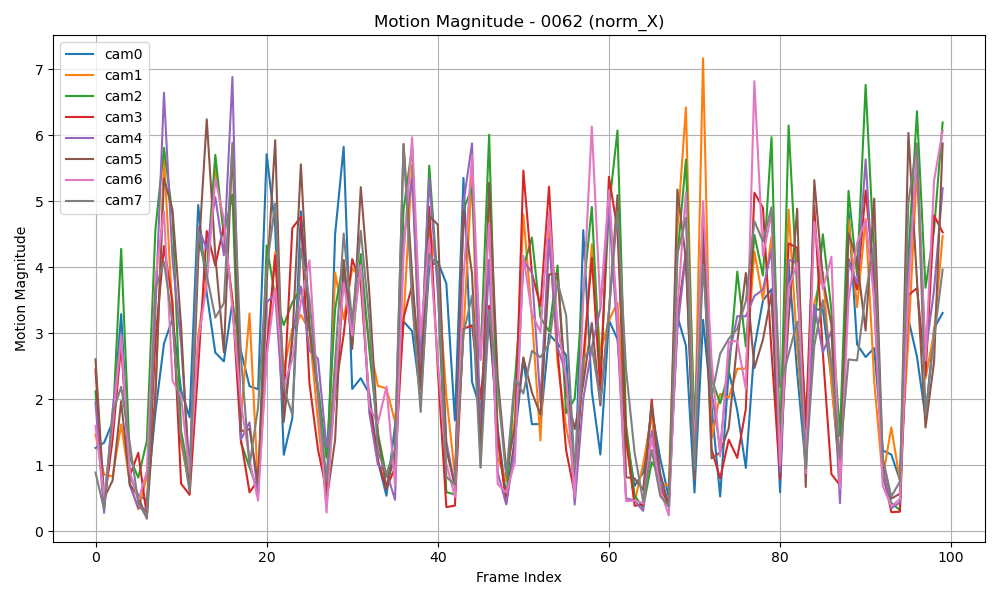 Motion Magnitude - 0062 (norm_X)
Motion Magnitude
7
6
5
4
3
2
1
0
cam0
cam1
cam2
cam3
cam4
cam5
cam6
cam7
0 20 40 60 80 100
Frame Index